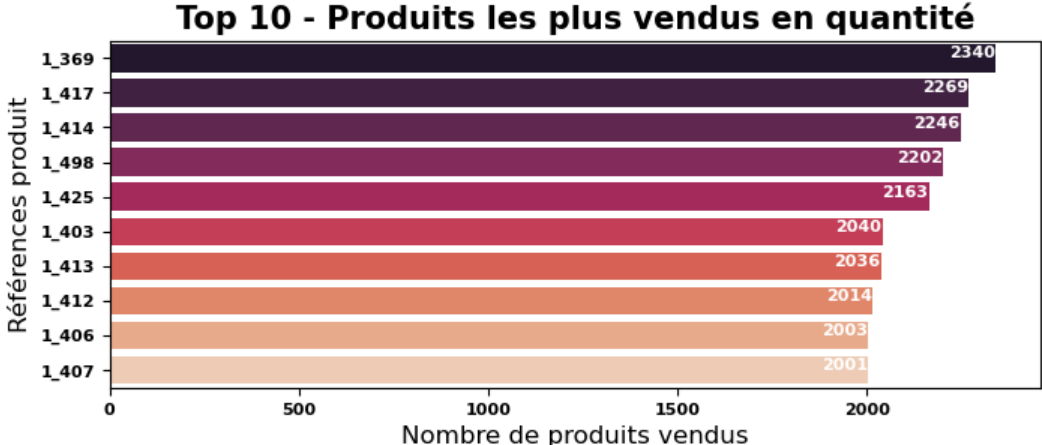 Top 10 - Produits les plus vendus en quantité
Références produit
1_369 2340
1_417 2269
1_414 2246
1_498 2202
1_425 2163
1_403 2040
1_413 2036
1_412 2014
1_406 2003
1_407 2001
0 500 1000 1500 2000
Nombre de produits vendus